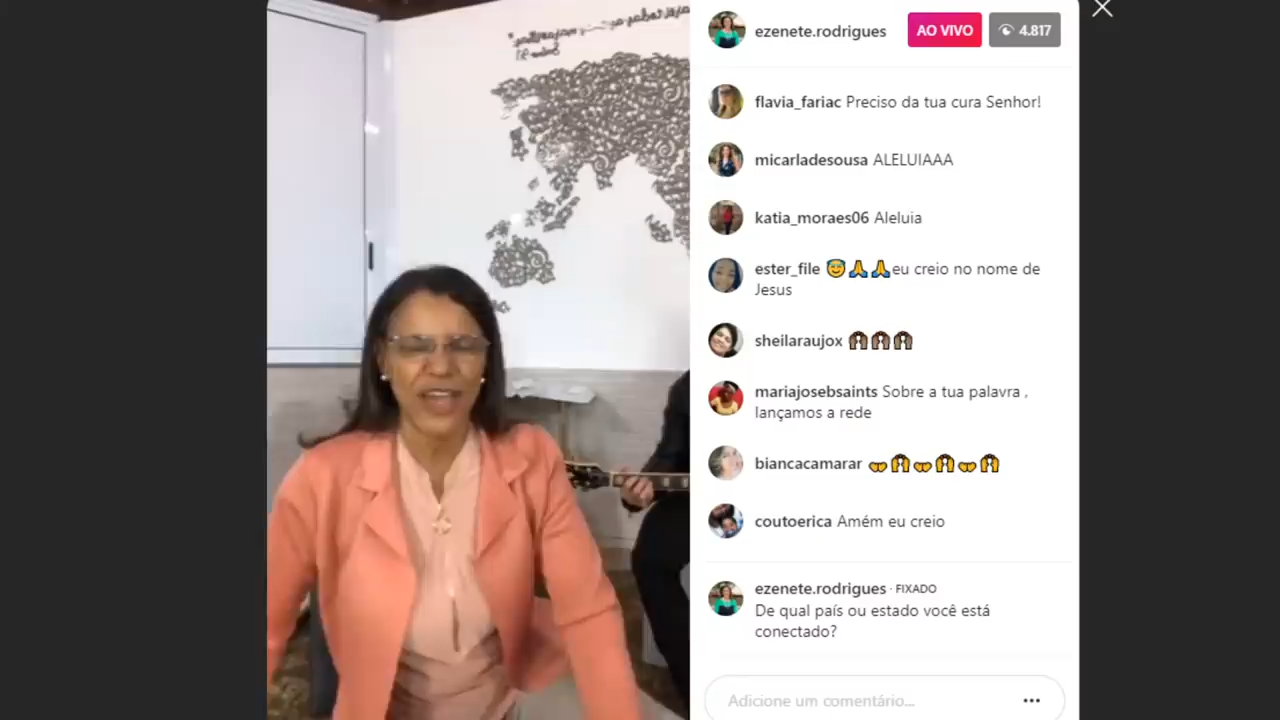 ezenete.rodrigues AO VIVO 4.817
flavia_fariac Preciso da tua cura Senhor!
micarladesousa ALELUIAAA
katia_moraes06 Aleluia
ester_file 😇🙏🙏eu creio no nome de
Jesus
sheilaraujox 🙌🏾🙌🏾🙌🏾
mariajosebsaints Sobre a tua palavra ,
lançamos a rede
biancacamarar 🤝🙌🤝🙌🤝🙌
coutoerica Amém eu creio
ezenete.rodrigues · FIXADO
De qual país ou estado você está
conectado?
Adicione um comentário...